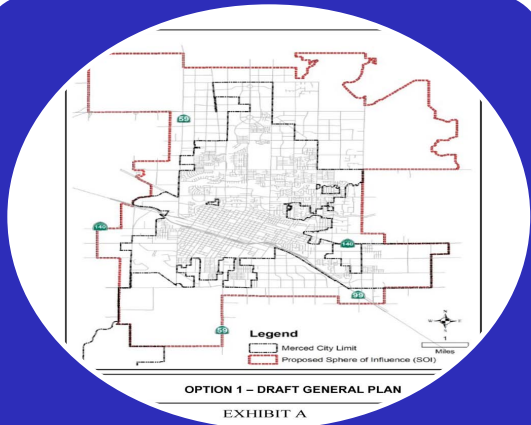 59
140
140
99
59
Legend
Merced City Limit
Proposed Sphere of Influence (SOI)
1
Miles
OPTION 1 – DRAFT GENERAL PLAN
EXHIBIT A